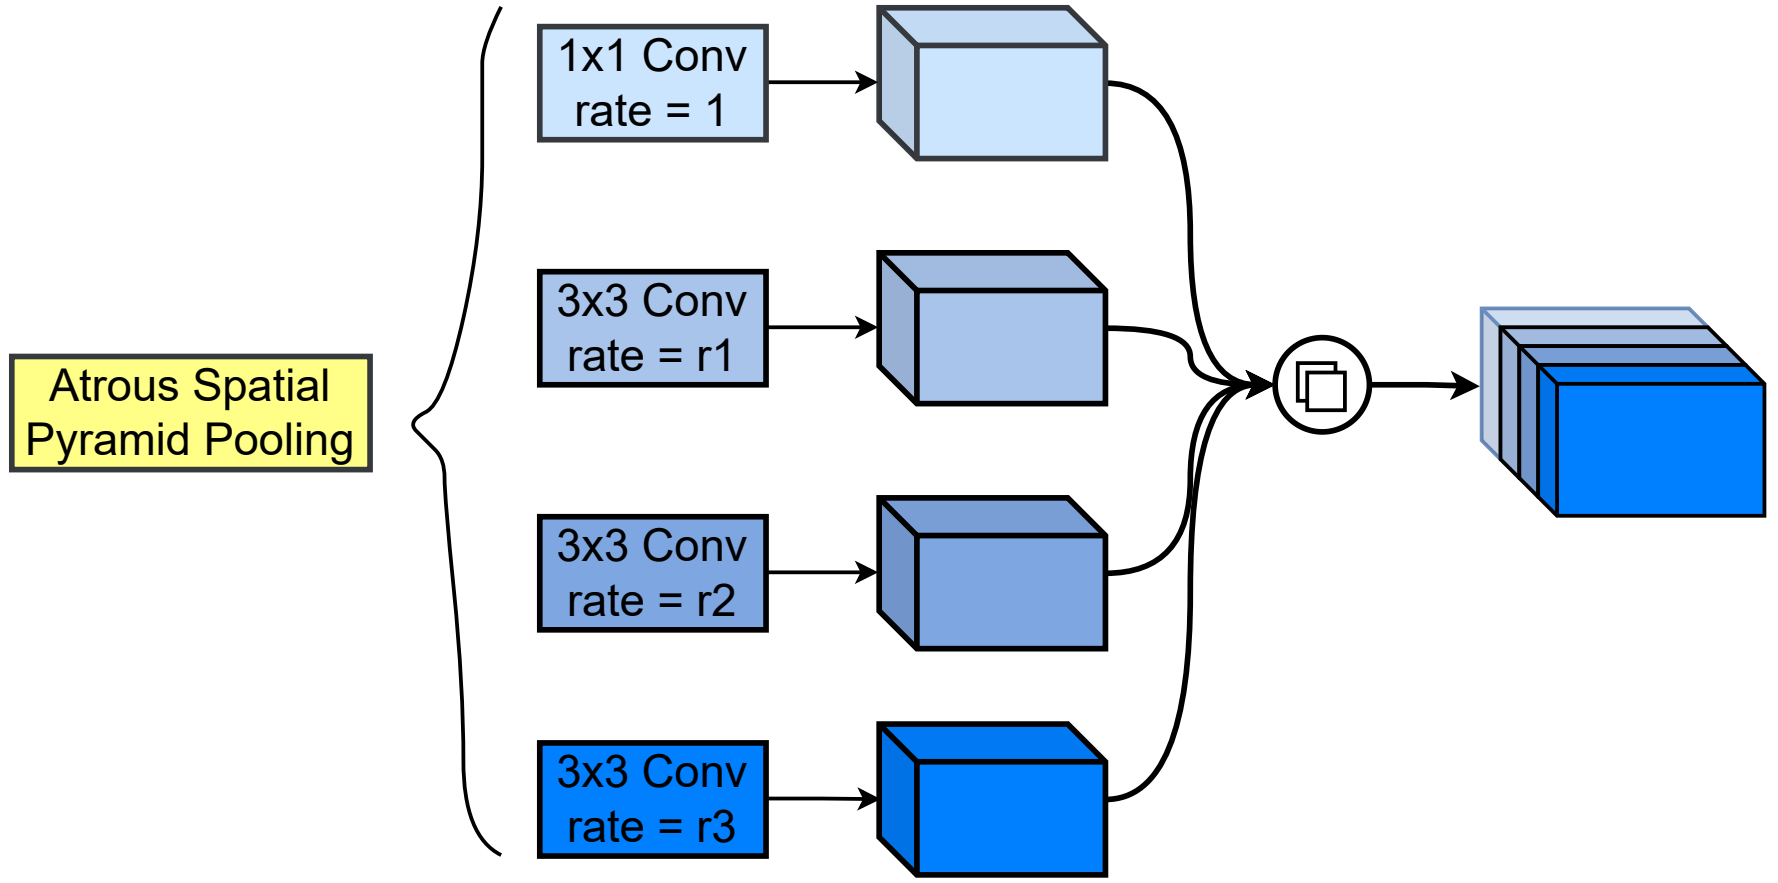 Atrous Spatial
Pyramid Pooling
1x1 Conv
rate = 1
3x3 Conv
rate = r1
3x3 Conv
rate = r2
3x3 Conv
rate = r3